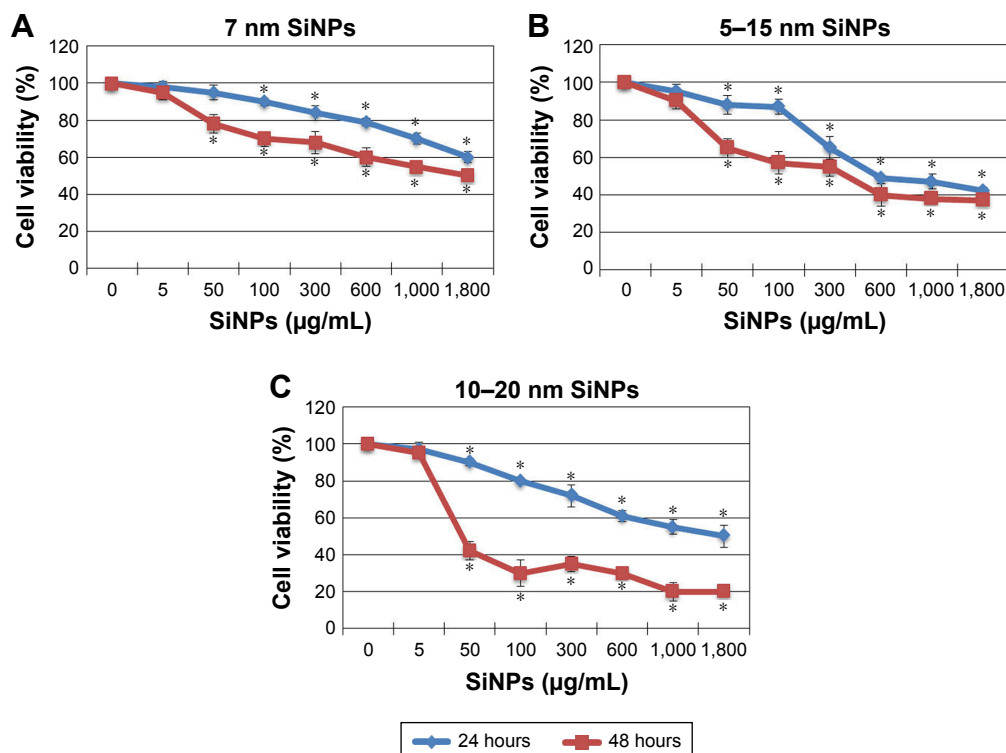 A
7 nm SiNPs
Cell viability (%)
120
100
80
60
40
20
0
* * * * * *
* * * * * *
0 5 50 100 300 600 1,000 1,800
SiNPs (µg/mL)
B
5–15 nm SiNPs
Cell viability (%)
120
100
80
60
40
20
0
* * * * * *
* * * * * *
0 5 50 100 300 600 1,000 1,800
SiNPs (µg/mL)
C
10–20 nm SiNPs
Cell viability (%)
120
100
80
60
40
20
0
* * * * * *
* * * * * *
0 5 50 100 300 600 1,000 1,800
SiNPs (µg/mL)
24 hours 48 hours